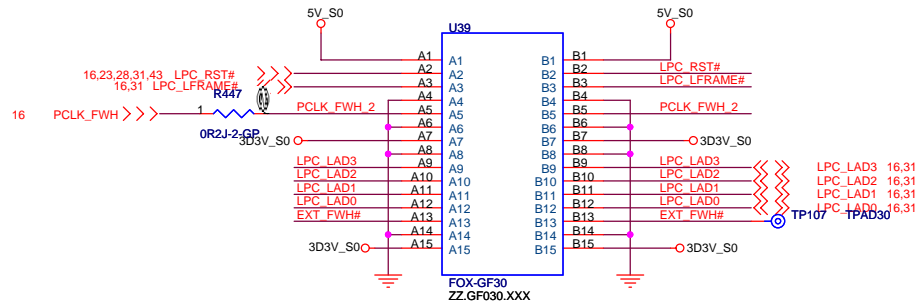 5V_S0 5V_S0
U39
A1 A1 B1 B1
16,23,28,31,43 LPC_RST# A2 A2 B2 B2 LPC_RST#
16,31 LPC_LFRAME# A3 A3 B3 B3 LPC_LFRAME#
R447 A4 A4 B4 B4
16 PCLK_FWH 1 PCLK_FWH_2 A5 A5 B5 B5 PCLK_FWH_2
0R2J-2-GP A6 A6 B6 B6
3D3V_S0 A7 A7 B7 B7 3D3V_S0
A8 A8 B8 B8
LPC_LAD3 A9 A9 B9 B9 LPC_LAD3 LPC_LAD3 16,31
LPC_LAD2 A10 A10 B10 B10 LPC_LAD2 LPC_LAD2 16,31
LPC_LAD1 A11 A11 B11 B11 LPC_LAD1 LPC_LAD1 16,31
LPC_LAD0 A12 A12 B12 B12 LPC_LAD0 LPC_LAD0 16,31
EXT_FWH# A13 A13 B13 B13 EXT_FWH# TP107 TPAD30
A14 A14 B14 B14
3D3V_S0 A15 A15 B15 B15 3D3V_S0
FOX-GF30
ZZ.GF030.XXX